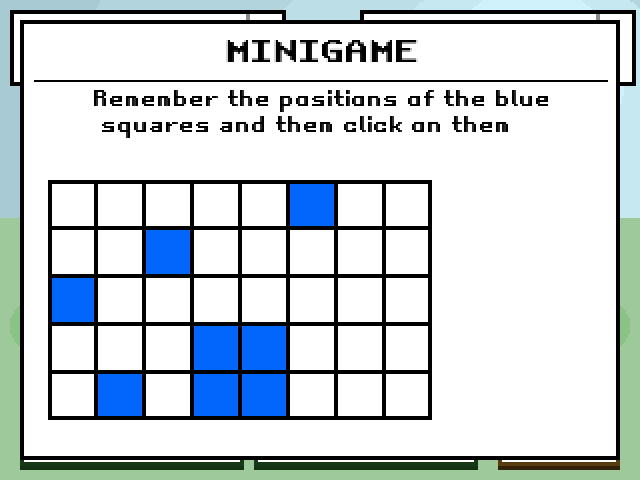 MINIGAME
Remember the positions of the blue
squares and then click on them